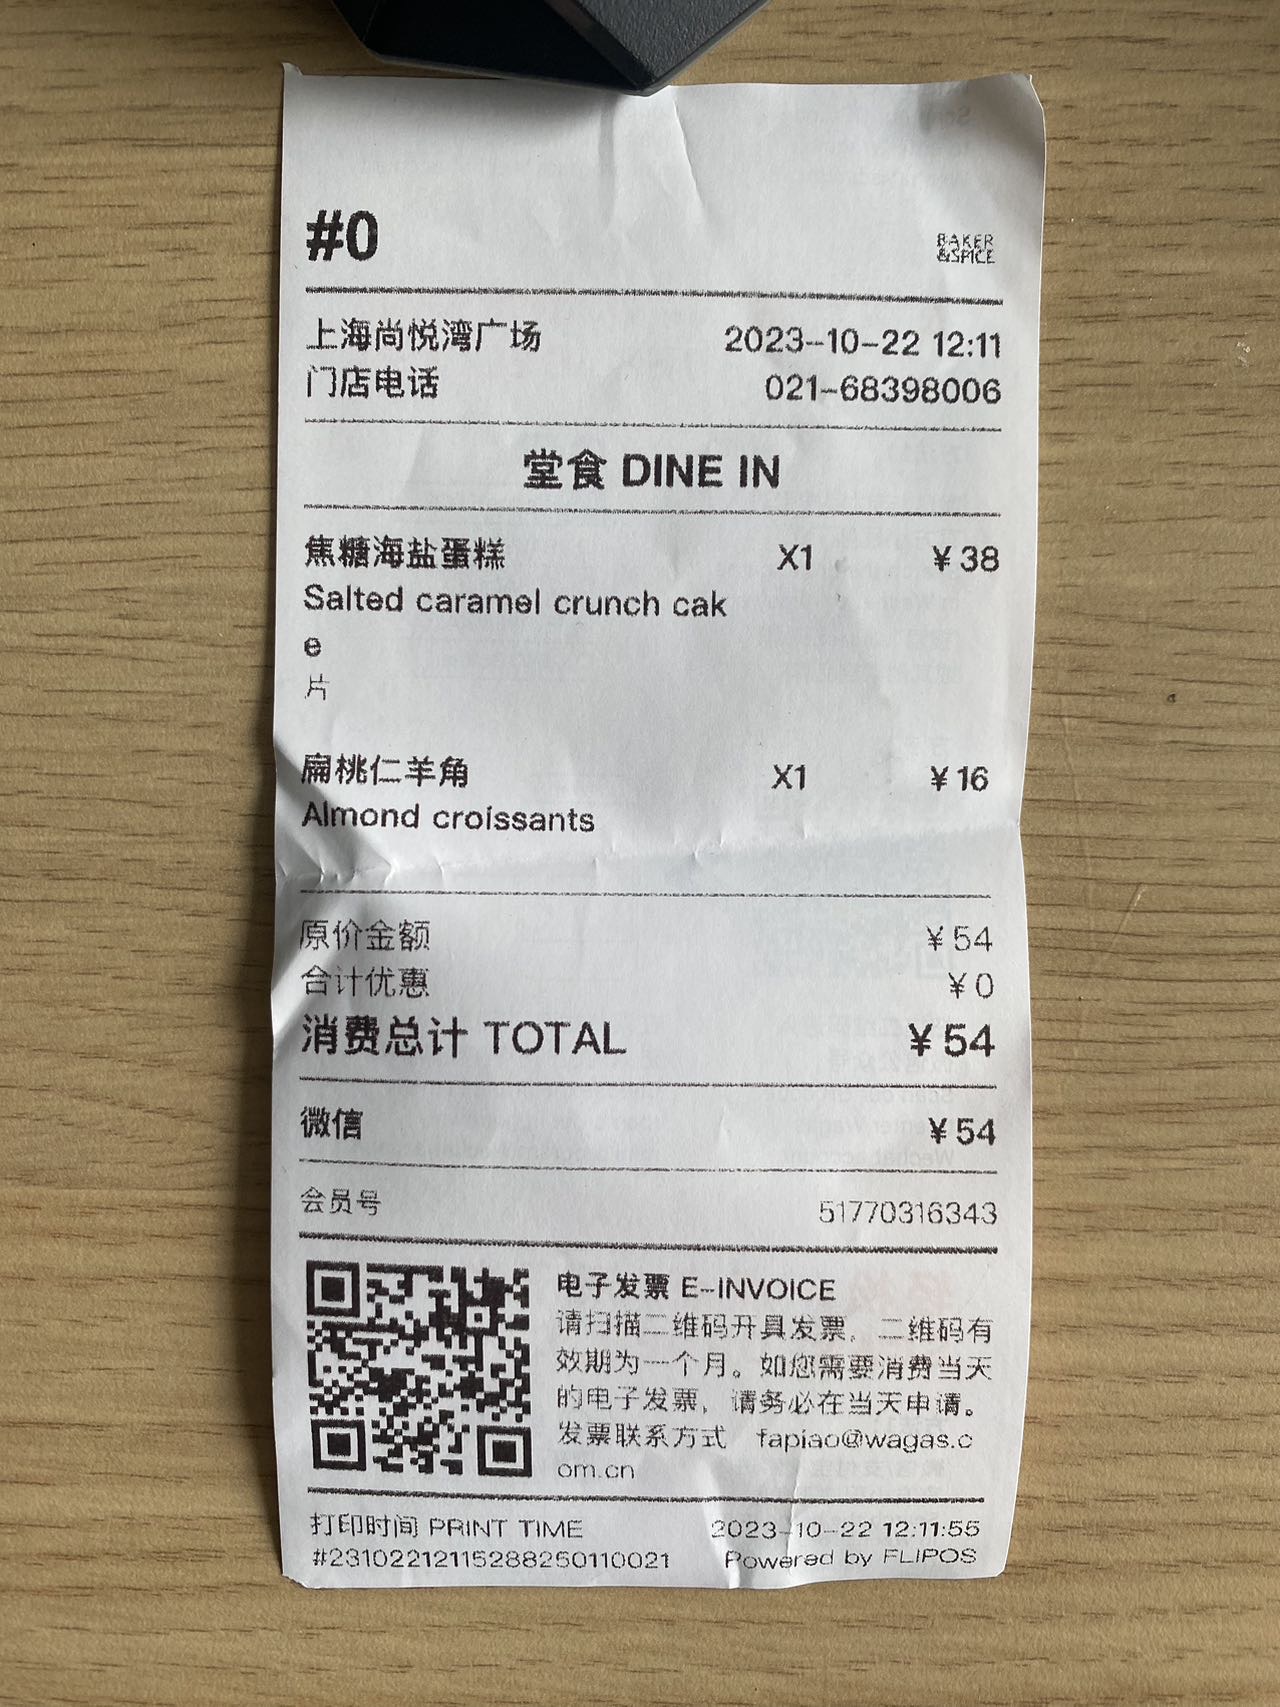 #0
BAKER
&SPICE
上海尚悦湾广场 2023-10-22 12:11
门店电话 021-68398006
堂食 DINE IN
焦糖海盐蛋糕 X1 ¥38
Salted caramel crunch cak
e
片
扁桃仁羊角 X1 ¥16
Almond croissants
原价金额 ¥54
合计优惠 ¥0
消费总计 TOTAL ¥54
微信 ¥54
会员号 51770316343
电子发票 E-INVOICE
请扫描二维码开具发票，二维码有
效期为一个月。如您需要消费当天
的电子发票，请务必在当天申请。
发票联系方式 fapiao@wagas.c
om.cn
打印时间 PRINT TIME 2023-10-22 12:11:55
#23102212115288250110021 Powered by FLIPOS